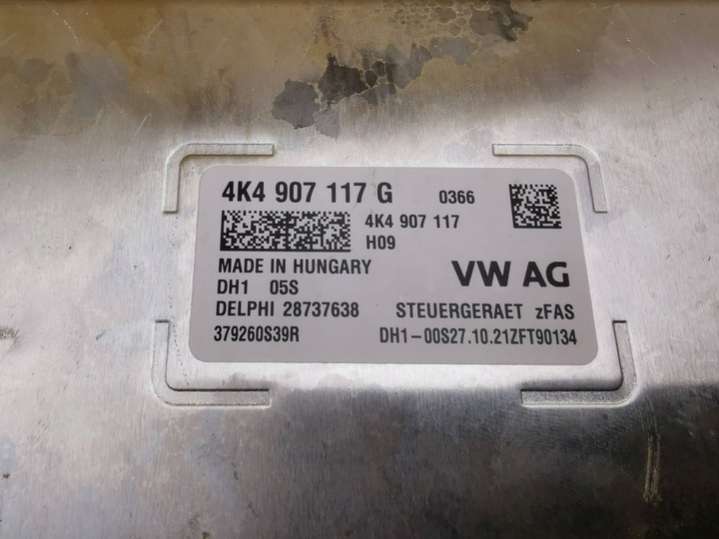 4K4 907 117 G 0366
4K4 907 117
H09
MADE IN HUNGARY VW AG
DH1 05S
DELPHI 28737638 STEUERGERAET zFAS
379260S39R DH1-00S27.10.21ZFT90134